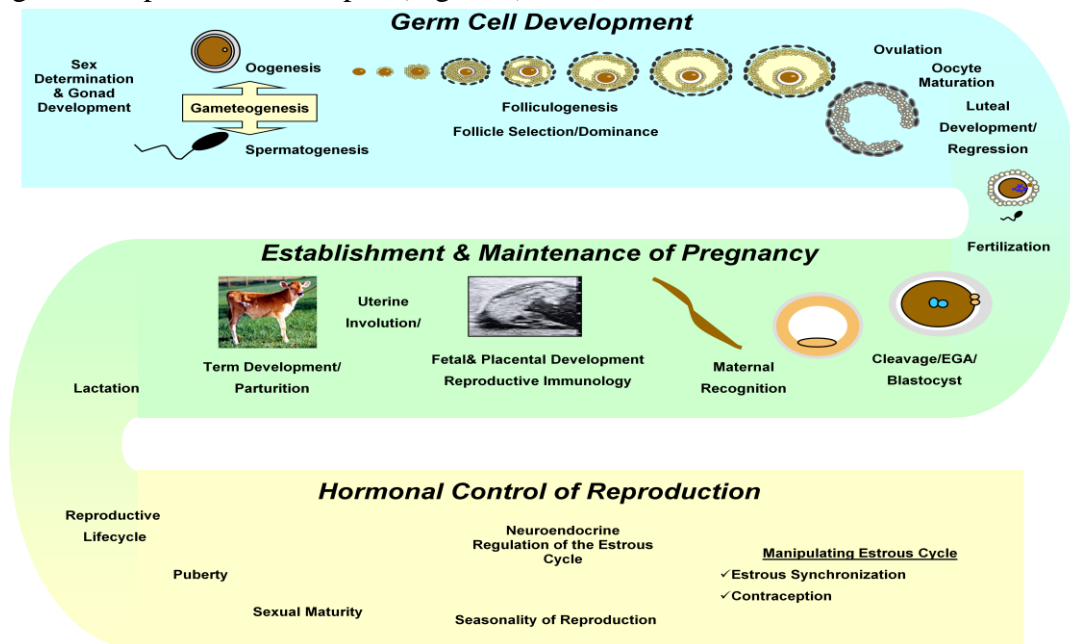 Germ Cell Development
Sex
Determination
& Gonad
Development
Oogenesis
Gameteogenesis
Spermatogenesis
Folliculogenesis
Follicle Selection/Dominance
Ovulation
Oocyte
Maturation
Luteal
Development/
Regression
Fertilization
Establishment & Maintenance of Pregnancy
Cleavage/EGA/
Blastocyst
Maternal
Recognition
Fetal& Placental Development
Reproductive Immunology
Uterine
Involution/
Term Development/
Parturition
Lactation
Hormonal Control of Reproduction
Reproductive
Lifecycle
Puberty
Sexual Maturity
Neuroendocrine
Regulation of the Estrous
Cycle
Seasonality of Reproduction
Manipulating Estrous Cycle
✓Estrous Synchronization
✓Contraception